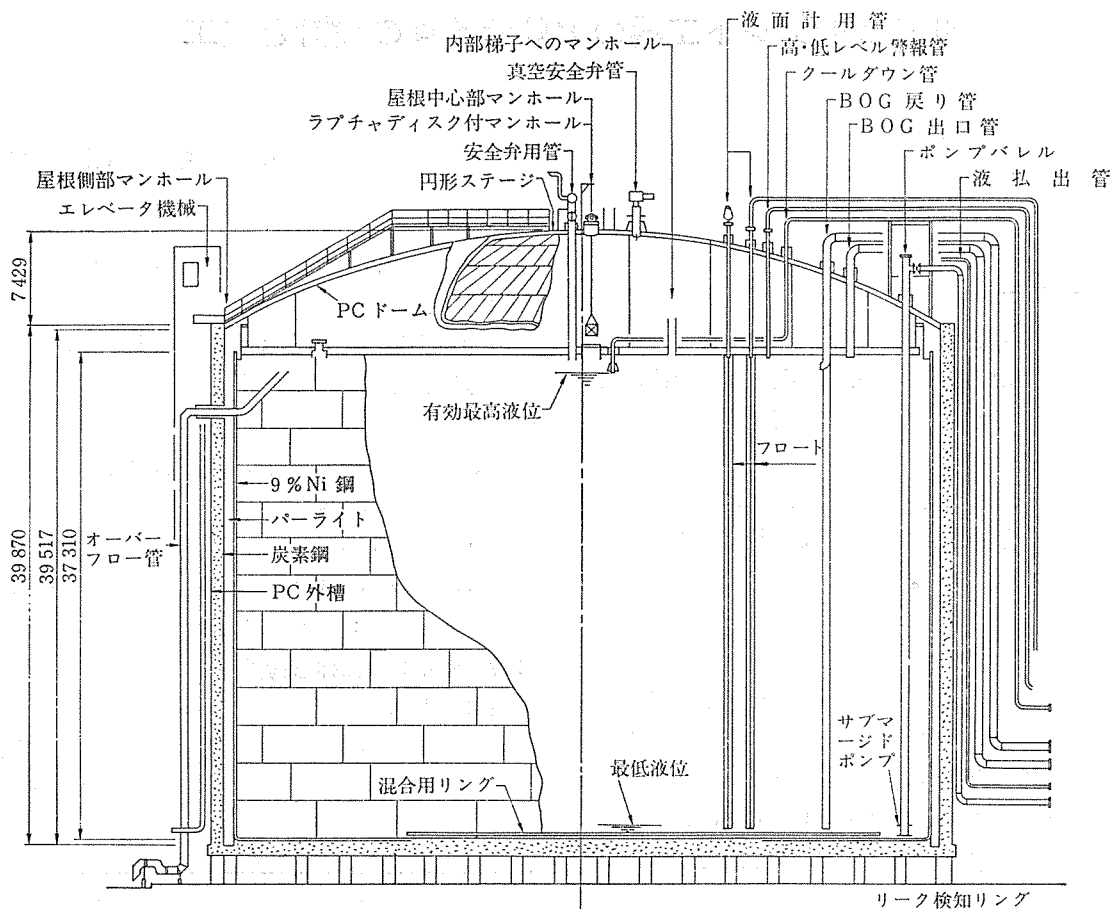 液面計用管
内部梯子へのマンホール
高・低レベル警報管
真空安全弁管
クールダウン管
屋根中心部マンホール
BOG戻り管
ラプチャディスク付マンホール
BOG出口管
安全弁用管
ポンプバレル
屋根側部マンホール
円形ステージ
液払出管
エレベータ機械
7 429
PCドーム
有効最高液位
フロート
9%Ni鋼
パーライト
炭素鋼
PC外槽
オーバー
フロー管
39 870
39 517
37 310
サブマ
ージド
ポンプ
最低液位
混合用リング
リーク検知リング